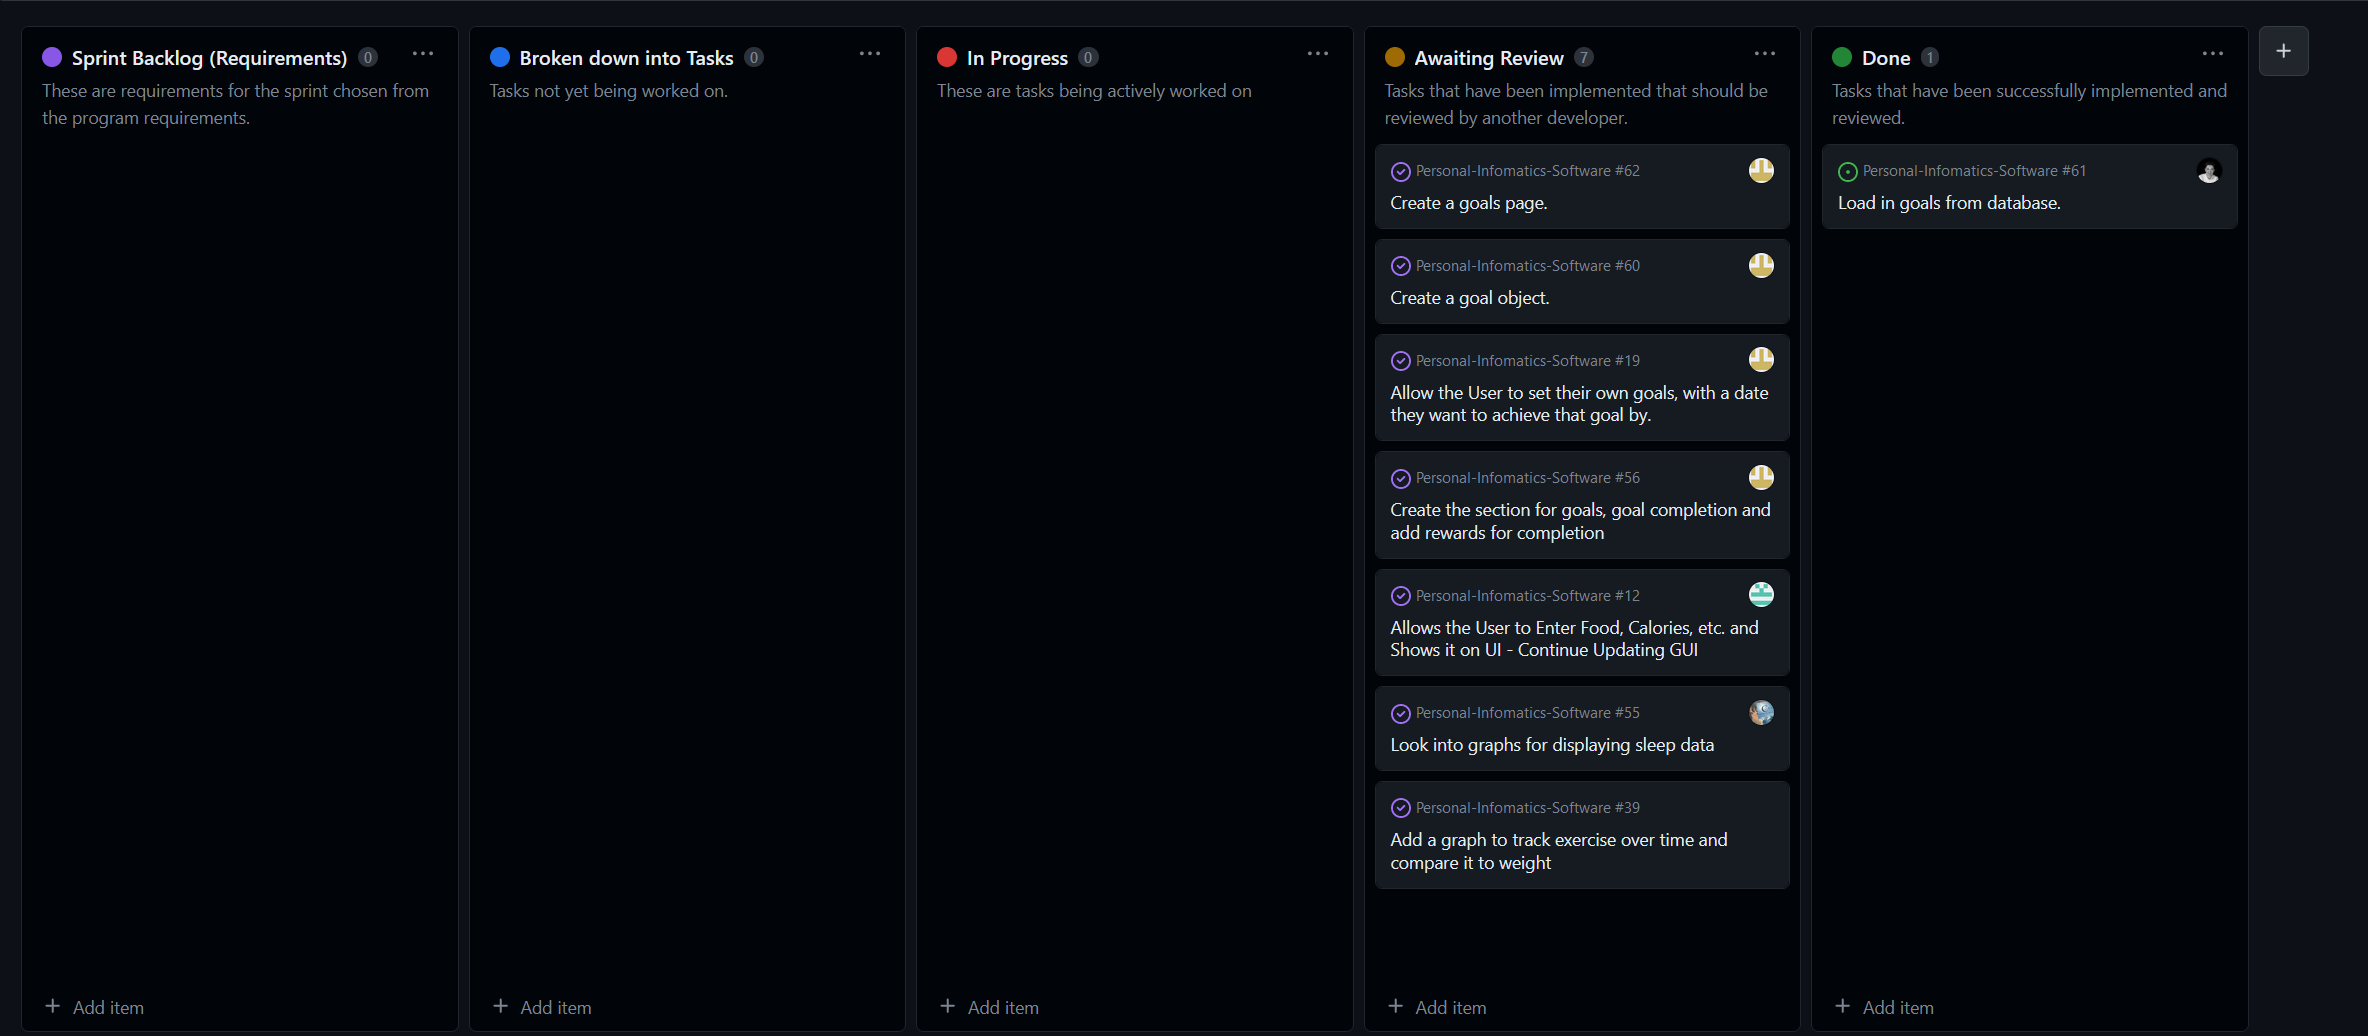 Sprint Backlog (Requirements) 0
These are requirements for the sprint chosen from
the program requirements.
Add item
Broken down into Tasks 0
Tasks not yet being worked on.
Add item
In Progress 0
These are tasks being actively worked on
Add item
Awaiting Review 7
Tasks that have been implemented that should be
reviewed by another developer.
Personal-Infomatics-Software #62
Create a goals page.
Personal-Infomatics-Software #60
Create a goal object.
Personal-Infomatics-Software #19
Allow the User to set their own goals, with a date
they want to achieve that goal by.
Personal-Infomatics-Software #56
Create the section for goals, goal completion and
add rewards for completion
Personal-Infomatics-Software #12
Allows the User to Enter Food, Calories, etc. and
Shows it on UI - Continue Updating GUI
Personal-Infomatics-Software #55
Look into graphs for displaying sleep data
Personal-Infomatics-Software #39
Add a graph to track exercise over time and
compare it to weight
Add item
Done 1
Tasks that have been successfully implemented and
reviewed.
Personal-Infomatics-Software #61
Load in goals from database.
Add item